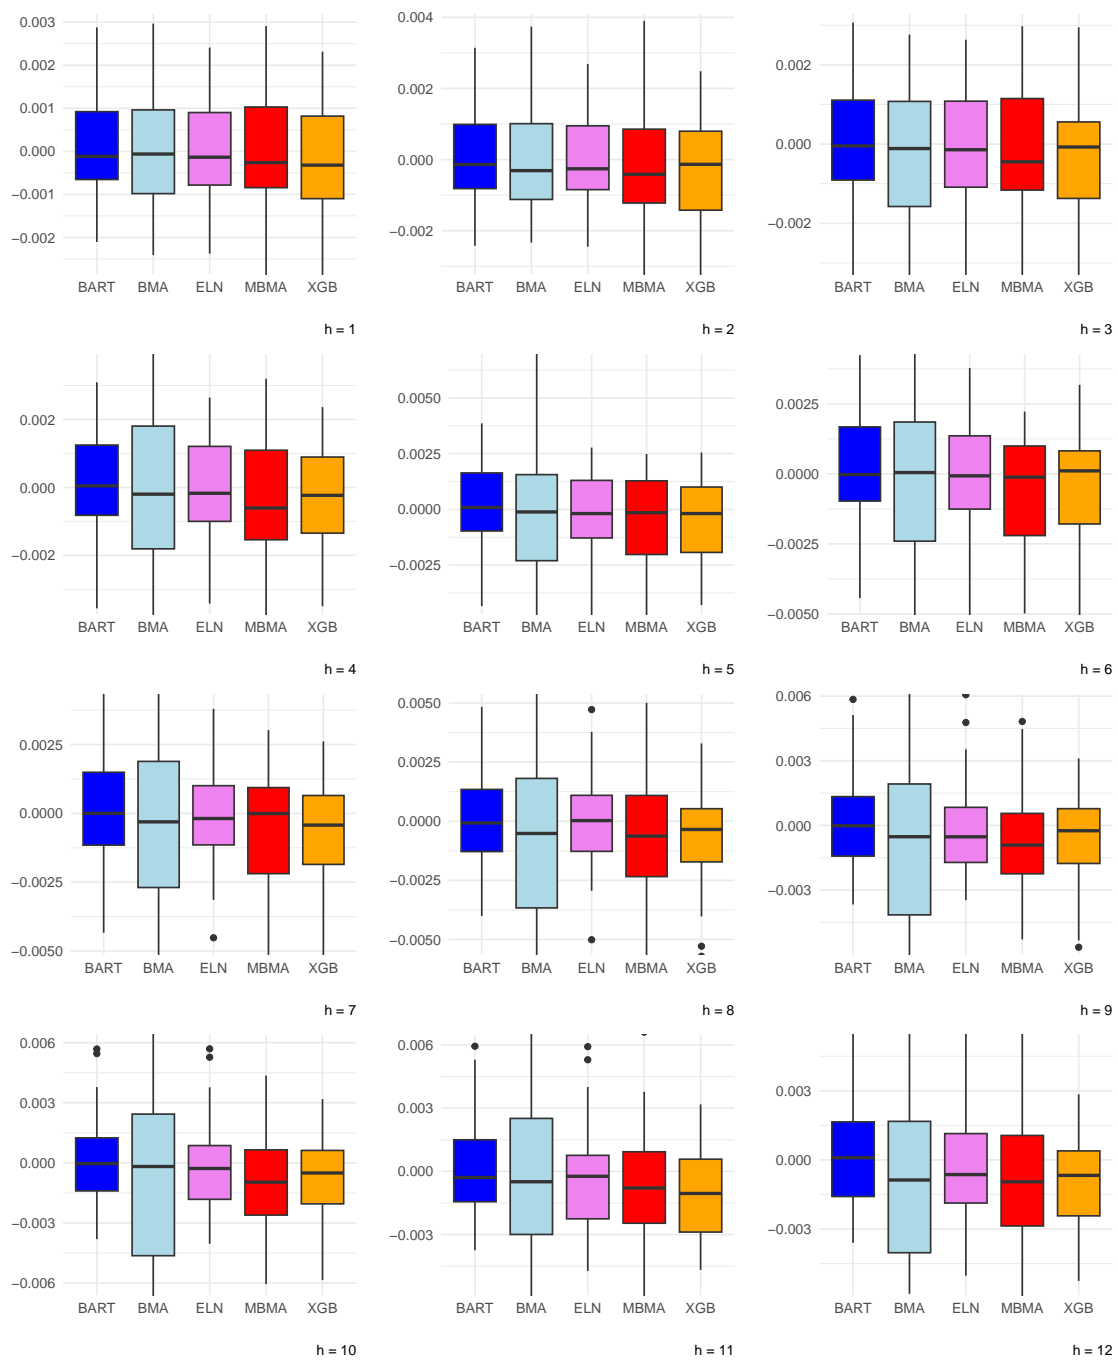 0.003
0.002
0.001
0.000
−0.001
−0.002
BART BMA ELN MBMA XGB
h = 1
0.004
0.002
0.000
−0.002
BART BMA ELN MBMA XGB
h = 2
0.002
0.000
−0.002
BART BMA ELN MBMA XGB
h = 3
0.002
0.000
−0.002
BART BMA ELN MBMA XGB
h = 4
0.0050
0.0025
0.0000
−0.0025
BART BMA ELN MBMA XGB
h = 5
0.0025
0.0000
−0.0025
−0.0050
BART BMA ELN MBMA XGB
h = 6
0.0025
0.0000
−0.0025
−0.0050
BART BMA ELN MBMA XGB
h = 7
0.0050
0.0025
0.0000
−0.0025
−0.0050
BART BMA ELN MBMA XGB
h = 8
0.006
0.003
0.000
−0.003
BART BMA ELN MBMA XGB
h = 9
0.006
0.003
0.000
−0.003
−0.006
BART BMA ELN MBMA XGB
h = 10
0.006
0.003
0.000
−0.003
BART BMA ELN MBMA XGB
h = 11
0.003
0.000
−0.003
BART BMA ELN MBMA XGB
h = 12